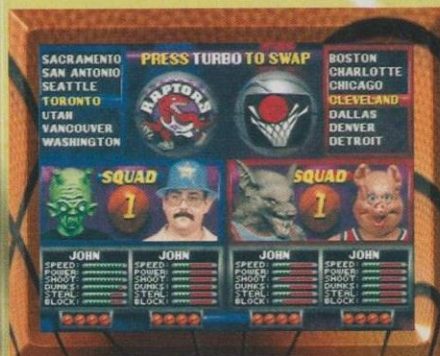 PRESS TURBO TO SWAP
SACRAMENTO
SAN ANTONIO
SEATTLE
TORONTO
UTAH
VANCOUVER
WASHINGTON
RAPTORS
BOSTON
CHARLOTTE
CHICAGO
CLEVELAND
DALLAS
DENVER
DETROIT
SQUAD
1
SQUAD
1
JOHN
SPEED:
POWER:
SHOOT:
DUNKS:
STEAL:
BLOCK:
JOHN
SPEED:
POWER:
SHOOT:
DUNKS:
STEAL:
BLOCK:
JOHN
SPEED:
POWER:
SHOOT:
DUNKS:
STEAL:
BLOCK:
JOHN
SPEED:
POWER:
SHOOT:
DUNKS:
STEAL:
BLOCK: